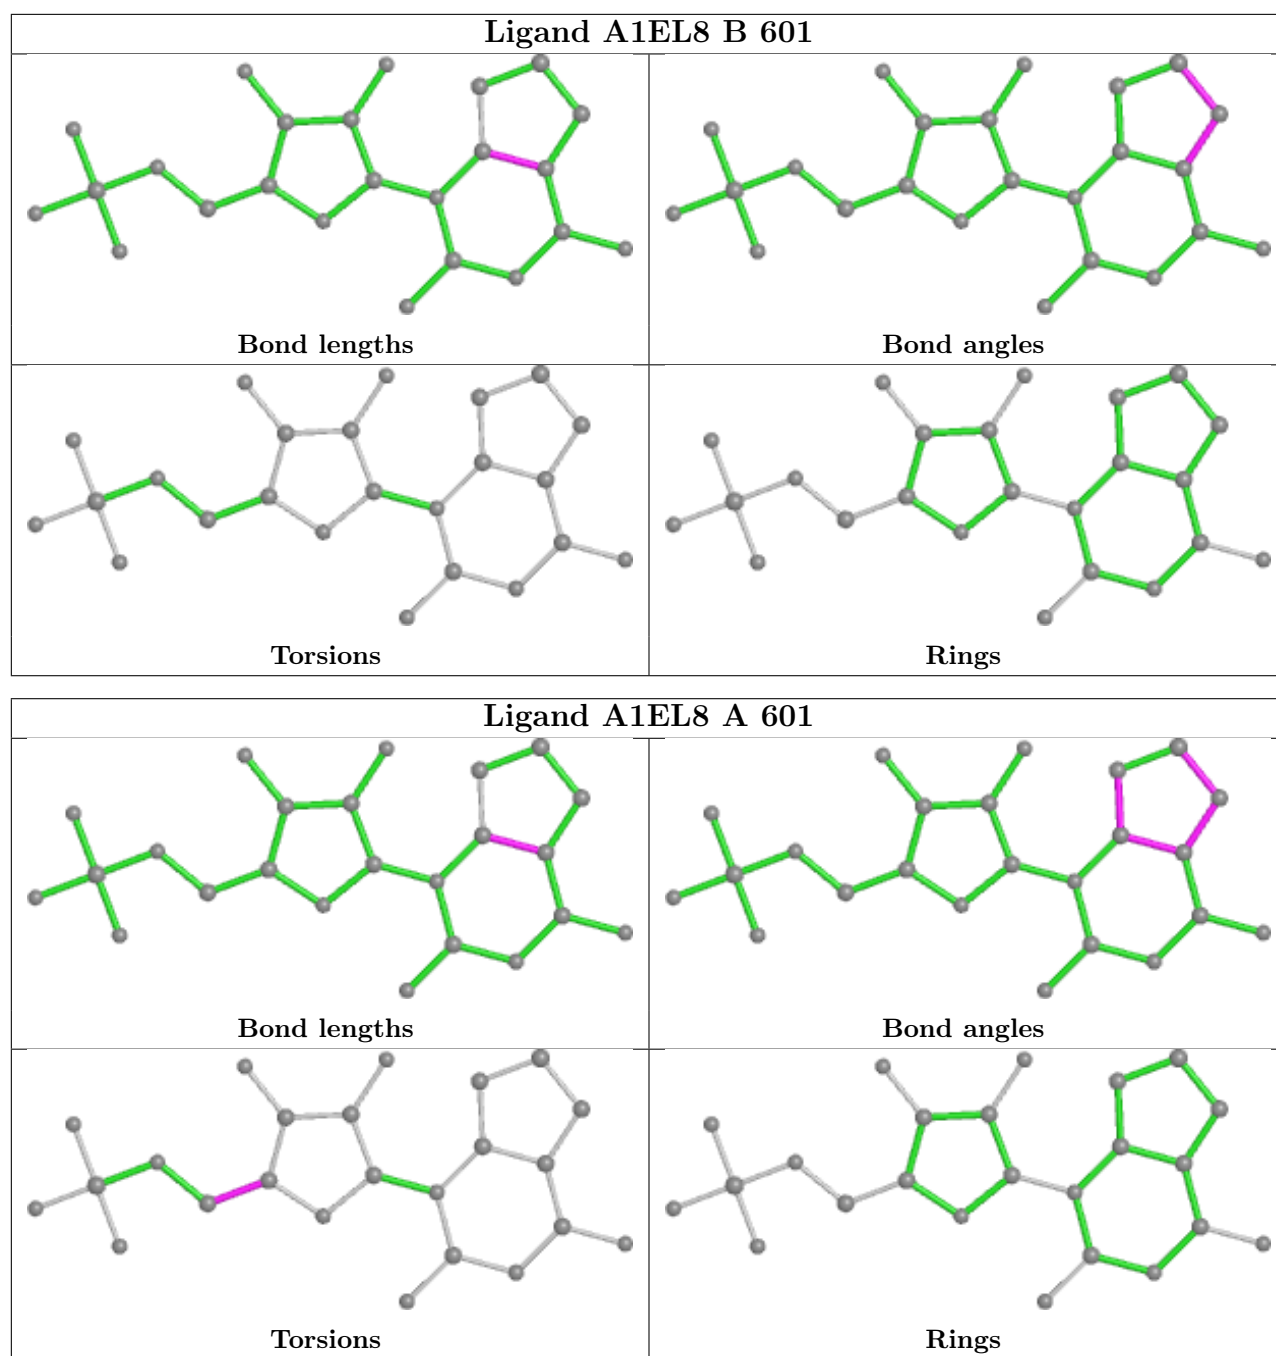 Ligand A1EL8 B 601
Bond lengths
Bond angles
Torsions
Rings
Ligand A1EL8 A 601
Bond lengths
Bond angles
Torsions
Rings